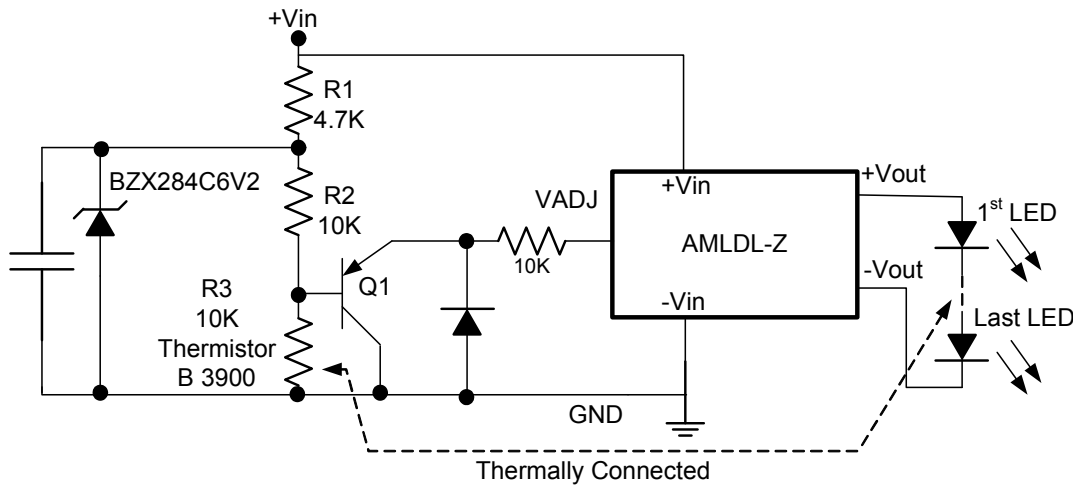 +Vin
R1
4.7K
BZX284C6V2
R2
10K
VADJ
10K
+Vin
AMLDL-Z
-Vin
+Vout
1st LED
-Vout
Last LED
Q1
R3
10K
Thermistor
B 3900
GND
Thermally Connected